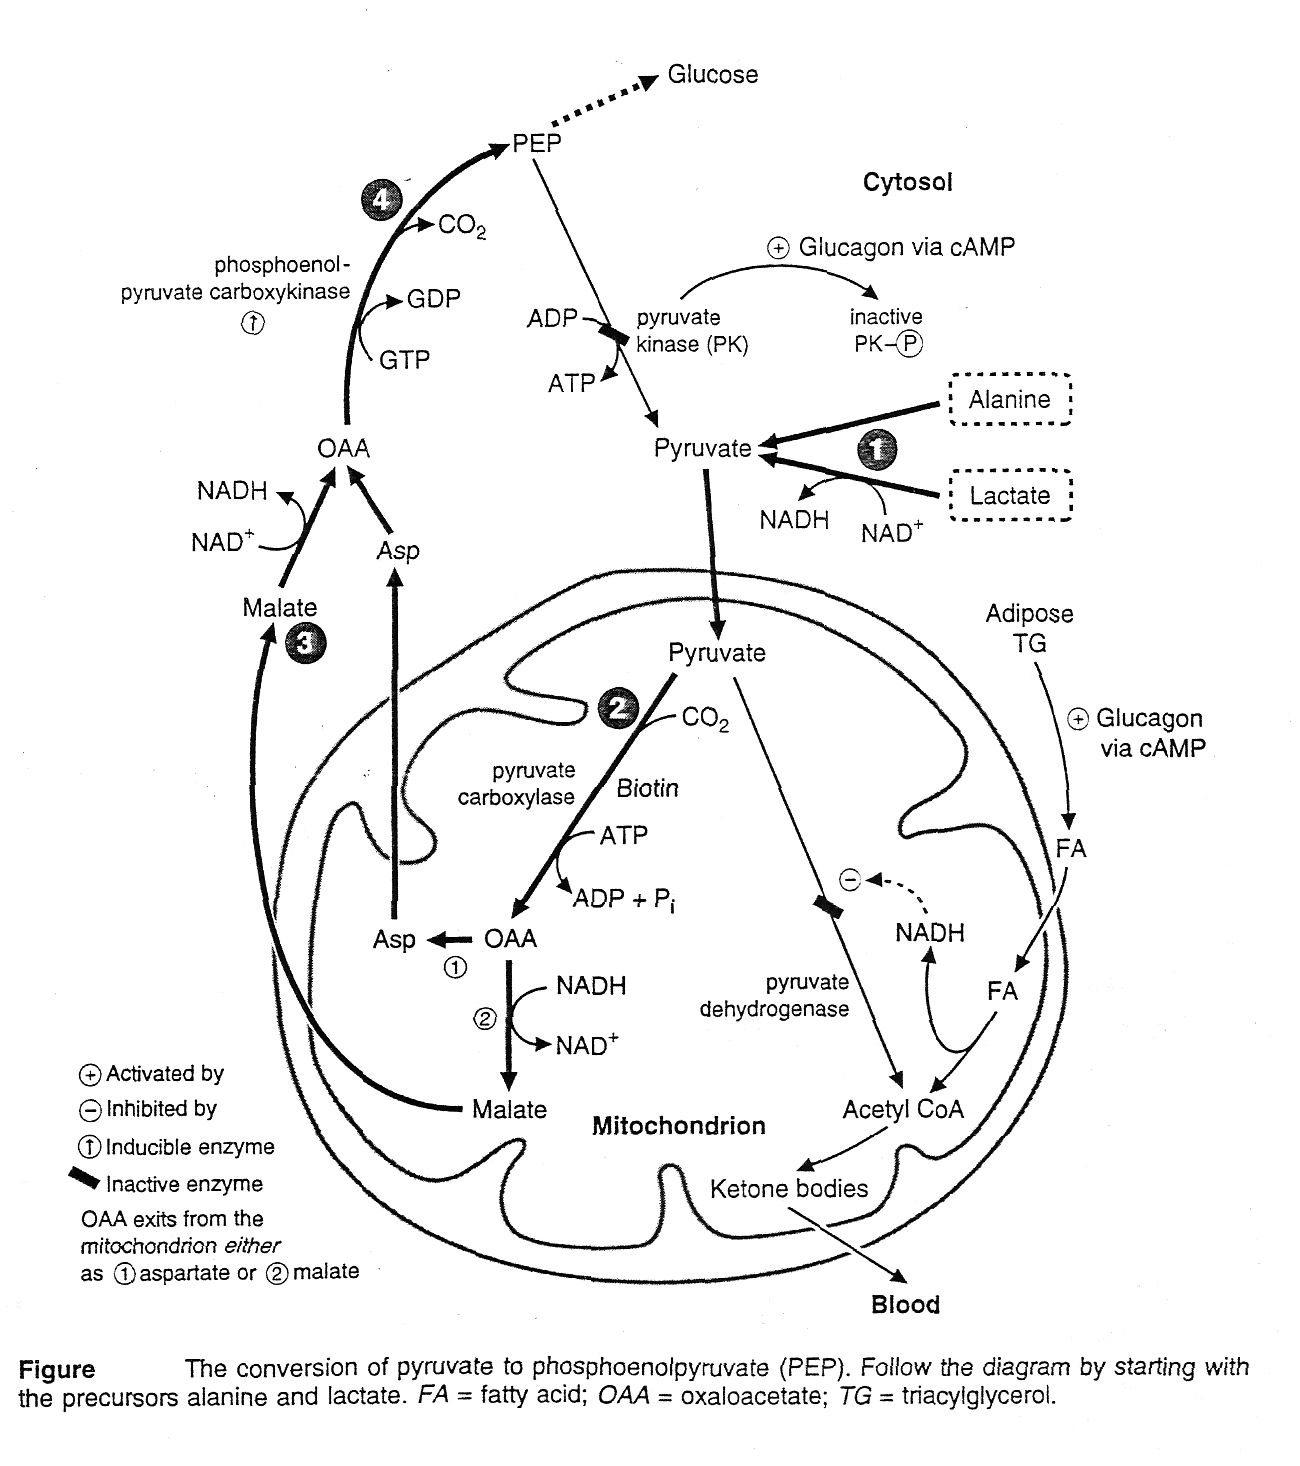 Glucose
PEP
Cytosol
4
CO2
⊕ Glucagon via cAMP
phosphoenol-
pyruvate carboxykinase
↑
GDP
GTP
ADP
ATP
pyruvate
kinase (PK)
inactive
PK–P
Alanine
OAA
Pyruvate
1
Lactate
NADH
NAD+
NADH
NAD+
Asp
Malate
3
Adipose
TG
Pyruvate
2
CO2
⊕ Glucagon
via cAMP
pyruvate
carboxylase
Biotin
ATP
ADP + Pi
FA
⊖
NADH
Asp
OAA
①
NADH
②
NAD+
pyruvate
dehydrogenase
FA
Malate
Mitochondrion
Acetyl CoA
Ketone bodies
Blood
⊕ Activated by
⊖ Inhibited by
↑ Inducible enzyme
Inactive enzyme
OAA exits from the
mitochondrion either
as ① aspartate or ② malate
Figure The conversion of pyruvate to phosphoenolpyruvate (PEP). Follow the diagram by starting with
the precursors alanine and lactate. FA = fatty acid; OAA = oxaloacetate; TG = triacylglycerol.